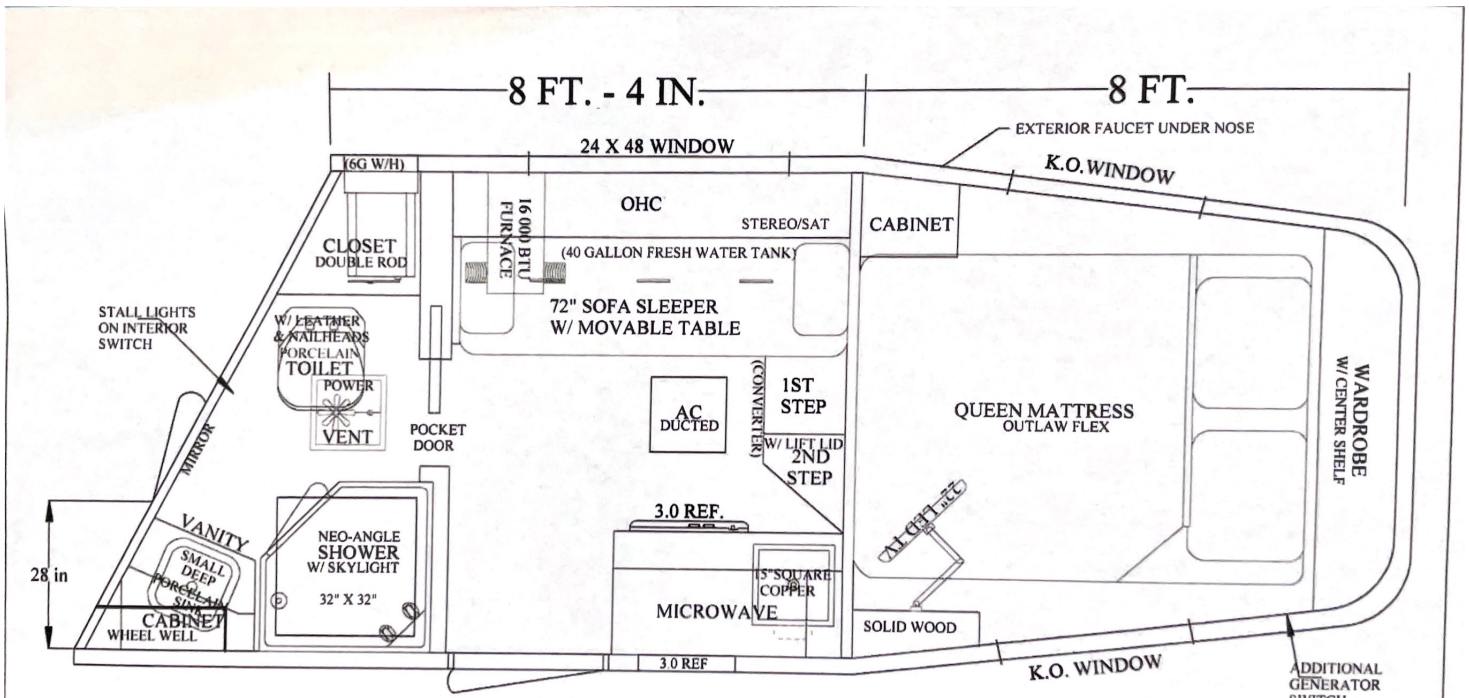 8 FT. - 4 IN.
8 FT.
EXTERIOR FAUCET UNDER NOSE
24 X 48 WINDOW
K.O. WINDOW
(6G W/H)
16 000 BTU
FURNACE
OHC
STEREO/SAT
CABINET
CLOSET
DOUBLE ROD
(40 GALLON FRESH WATER TANK)
72" SOFA SLEEPER
W/ MOVABLE TABLE
STALL LIGHTS
ON INTERIOR
SWITCH
W/ LEATHER
& NAILHEADS
PORCELAIN
TOILET
POWER
VENT
MIRROR
POCKET
DOOR
AC
DUCTED
(CONVERTER)
1ST
STEP
W/ LIFT LID
2ND
STEP
QUEEN MATTRESS
OUTLAW FLEX
WARDROBE
W/ CENTER SHELF
22" LED TV
3.0 REF.
VANITY
SMALL
DEEP
PORCELAIN
SINK
28 in
CABINET
WHEEL WELL
NEO-ANGLE
SHOWER
W/ SKYLIGHT
32" X 32"
15"SQUARE
COPPER
MICROWAVE
SOLID WOOD
3.0 REF
K.O. WINDOW
ADDITIONAL
GENERATOR
SWITCH